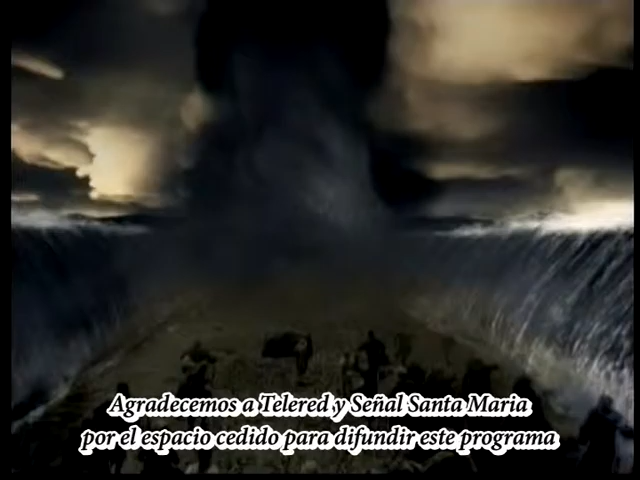 Agradecemos a Telered y Señal Santa Maria
por el espacio cedido para difundir este programa